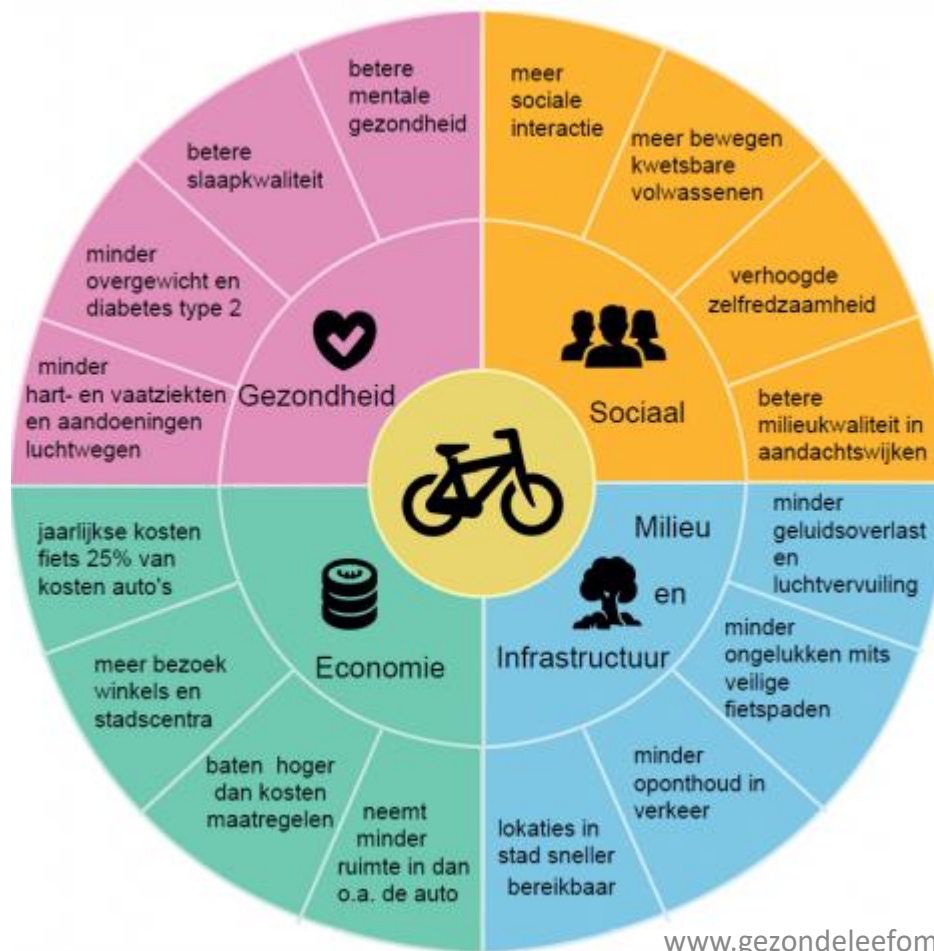 betere
mentale
gezondheid
betere
slaapkwaliteit
minder
overgewicht en
diabetes type 2
minder
hart- en vaatziekten
en aandoeningen
luchtwegen
Gezondheid
meer
sociale
interactie
meer bewegen
kwetsbare
volwassenen
verhoogde
zelfredzaamheid
betere
milieukwaliteit in
aandachtswijken
Sociaal
jaarlijkse kosten
fiets 25% van
kosten auto's
meer bezoek
winkels en
stadscentra
baten hoger
dan kosten
maatregelen
neemt
minder
ruimte in dan
o.a. de auto
Economie
Milieu
en
Infrastructuur
minder
geluidsoverlast
en
luchtvervuiling
minder
ongelukken mits
veilige
fietspaden
minder
oponthoud in
verkeer
lokaties in
stad sneller
bereikbaar
www.gezondeleefom